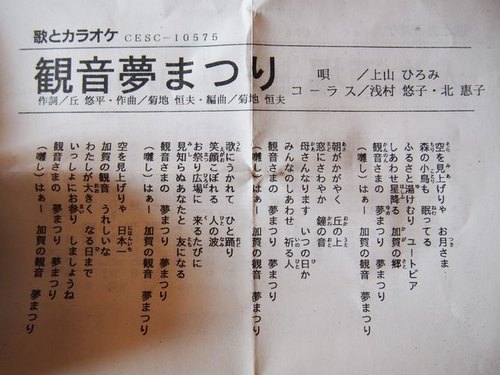 歌とカラオケ CESC-10575
観音夢まつり
唄 /上山 ひろみ
コーラス/浅村 悠子・北 惠子
作詞/丘 悠平・作曲/菊地 恒夫・編曲/菊地 恒夫
空を見上げりゃ お月さま
森の小鳥も 眠ってる
ふるさと湯けむり ユートピア
しあわせ星降る 加賀の郷
観音さまの 夢まつり 夢まつり
(囃し)はぁー 加賀の観音 夢まつり
朝がかがやく 丘の上
窓にさわやか 鐘の音
母さんなります いつの日か
みんなのしあわせ 祈る人
観音さまの 夢まつり 夢まつり
(囃し)はぁー 加賀の観音 夢まつり
歌にうかれて ひと踊り
笑顔こぼれる 人の波
お祭り広場に 来るたびに
見知らぬあなたと 友になる
観音さまの 夢まつり 夢まつり
(囃し)はぁー 加賀の観音 夢まつり
空を見上げりゃ 日本一
加賀の観音 うれしいな
わたしが大きく なる日まで
いっしょにお参り しましょうね
観音さまの 夢まつり 夢まつり
(囃し)はぁー 加賀の観音 夢まつり